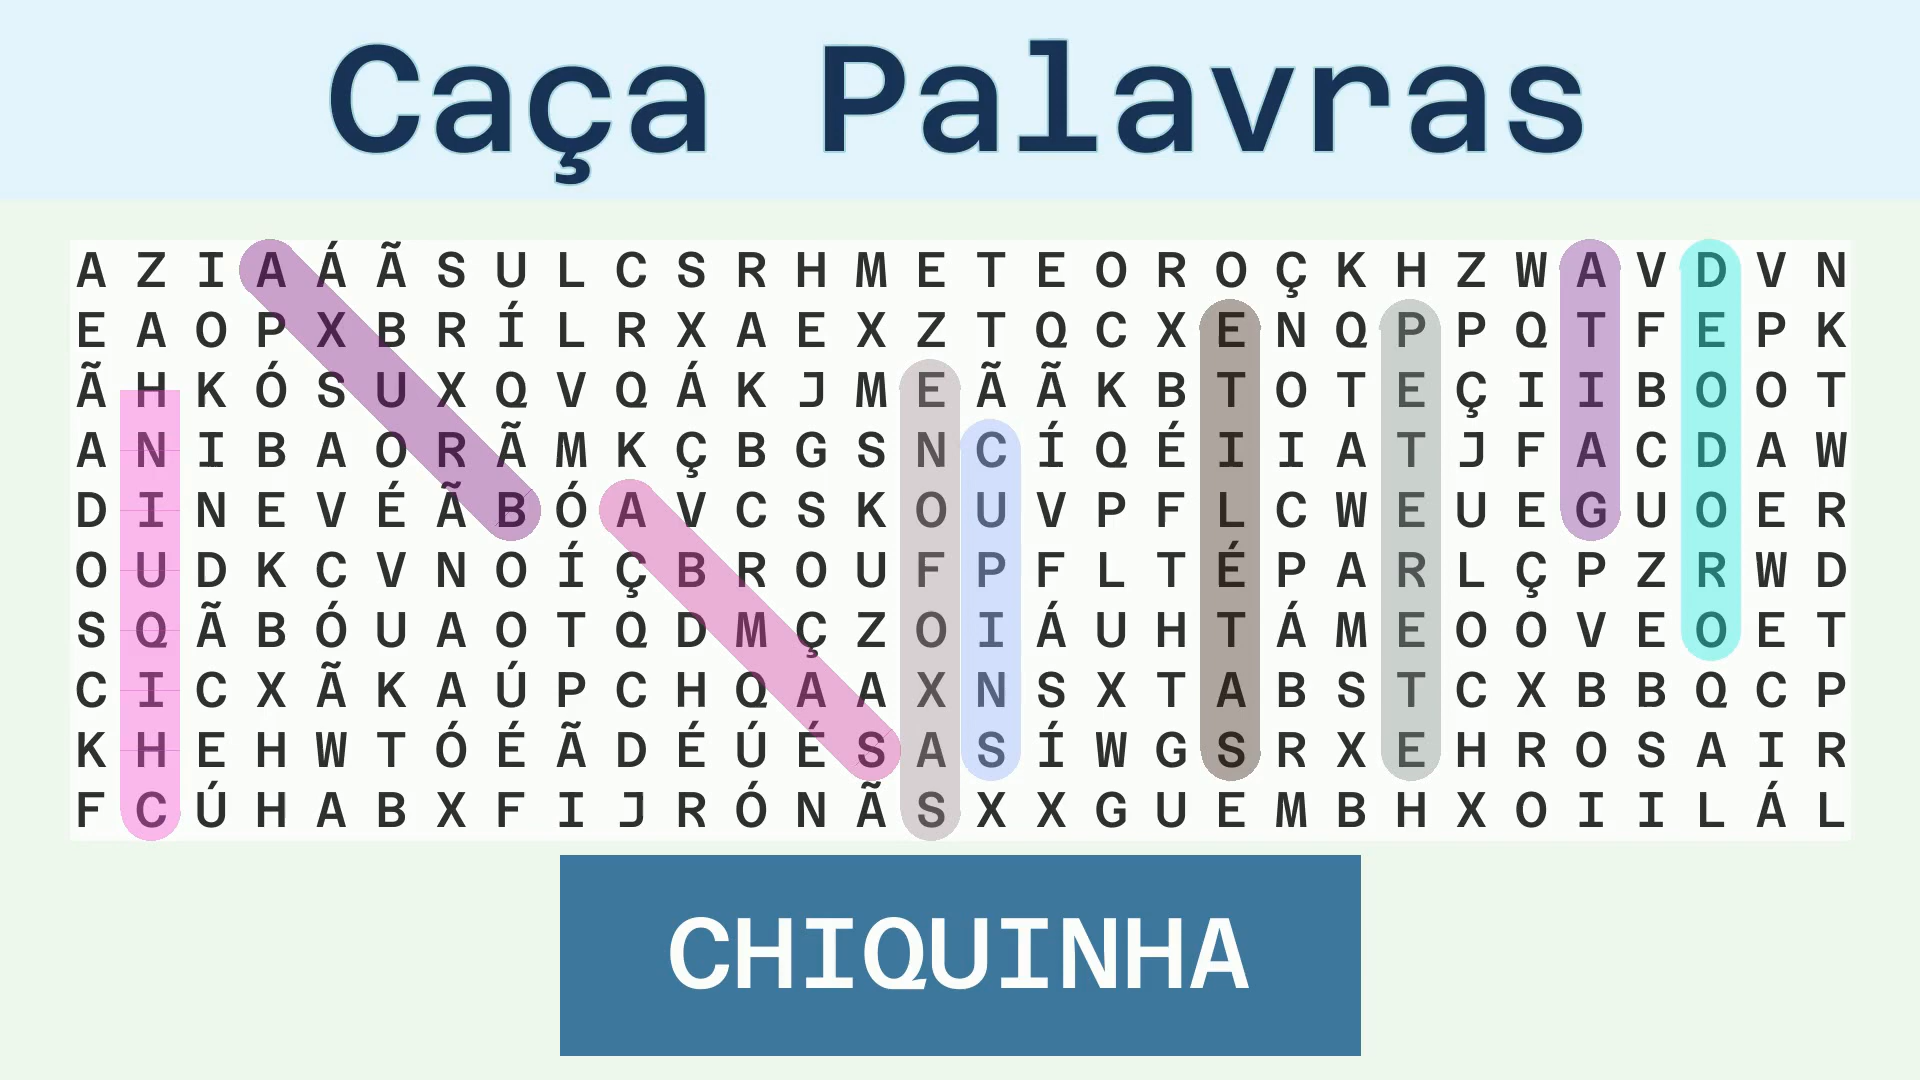 Caça Palavras
A Z I A Á Ã S U L C S R H M E T E O R O Ç K H Z W A V D V N
E A O P X B R Í L R X A E X Z T Q C X E N Q P P Q T F E P K
Ã H K Ó S U X Q V Q Á K J M E Ã Ã K B T O T E Ç I I B O O T
A N I B A O R Ã M K Ç B G S N C Í Q É I I A T J F A C D A W
D I N E V É Ã B Ó A V C S K O U V P F L C W E U E G U O E R
O U D K C V N O Í Ç B R O U F P F L T É P A R L Ç P Z R W D
S Q Ã B Ó U A O T Q D M Ç Z O I Á U H T Á M E O O V E O E T
C I C X Ã K A Ú P C H Q A A X N S X T A B S T C X B B Q C P
K H E H W T Ó É Ã D É Ú É S A S Í W G S R X E H R O S A I R
F C Ú H A B X F I J R Ó N Ã S X X G U E M B H X O I I L Á L
CHIQUINHA